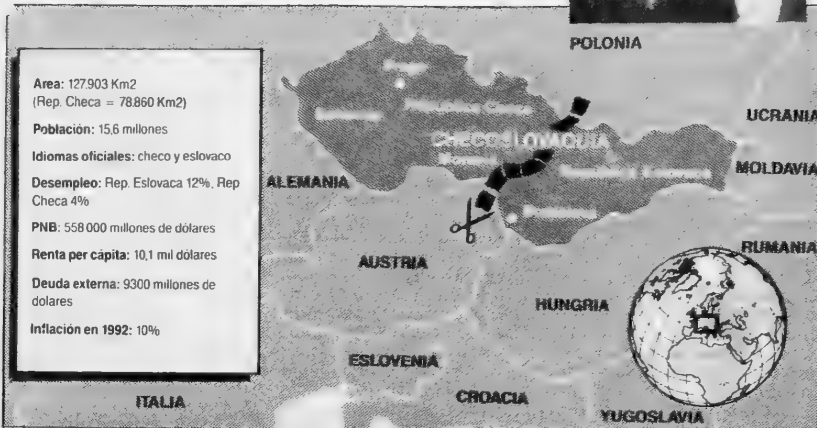 Area: 127.903 Km2
(Rep. Checa = 78.860 Km2)
Población: 15,6 millones
Idiomas oficiales: checo y eslovaco
Desempleo: Rep. Eslovaca 12%, Rep
Checa 4%
PNB: 558 000 millones de dólares
Renta per cápita: 10,1 mil dólares
Deuda externa: 9300 millones de
dolares
Inflación en 1992: 10%
POLONIA
UCRANIA
CHECOSLOVAQUIA
MOLDAVIA
ALEMANIA
RUMANIA
AUSTRIA
HUNGRIA
ESLOVENIA
ITALIA
CROACIA
YUGOSLAVIA